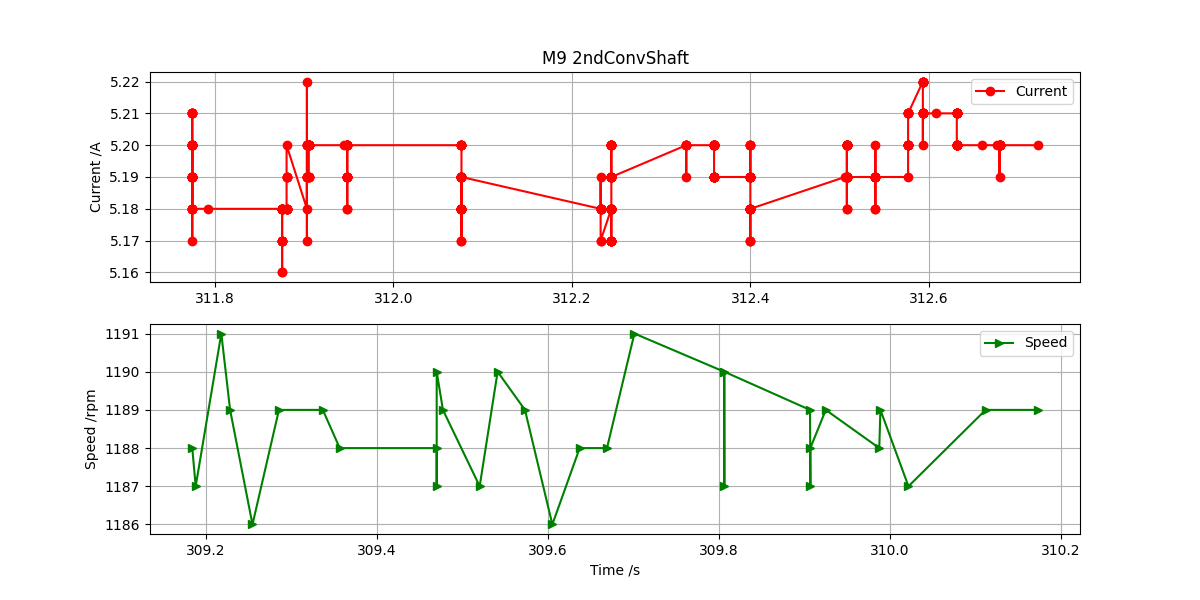 M9 2ndConvShaft
5.22
5.21
5.20
5.19
5.18
5.17
5.16
Current /A
Current
311.8 312.0 312.2 312.4 312.6
1191
1190
1189
1188
1187
1186
Speed /rpm
Speed
309.2 309.4 309.6 309.8 310.0 310.2
Time /s